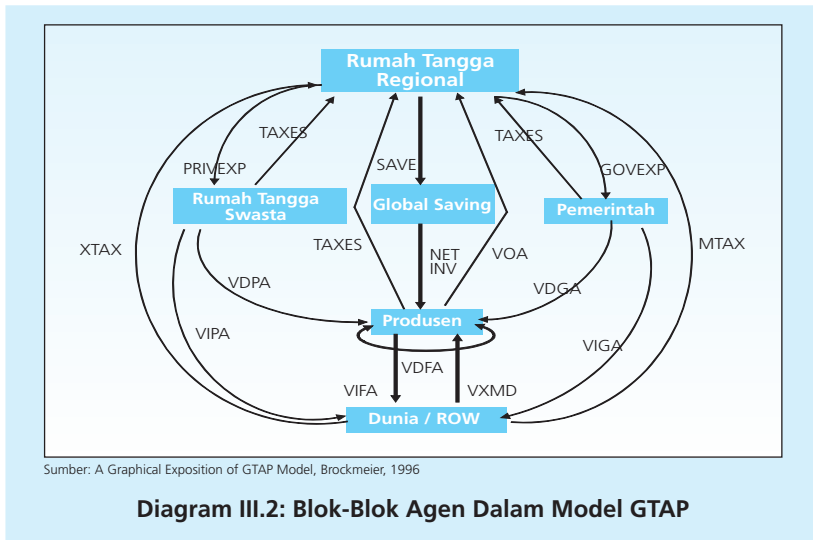 Rumah Tangga
Regional
TAXES
TAXES
PRIVEXP
SAVE
GOVEXP
Rumah Tangga
Swasta
Global Saving
Pemerintah
XTAX
TAXES
NET
INV
VOA
MTAX
VDPA
VDGA
Produsen
VIPA
VIGA
VDFA
VIFA
VXMD
Dunia / ROW
Sumber: A Graphical Exposition of GTAP Model, Brockmeier, 1996
Diagram III.2: Blok-Blok Agen Dalam Model GTAP